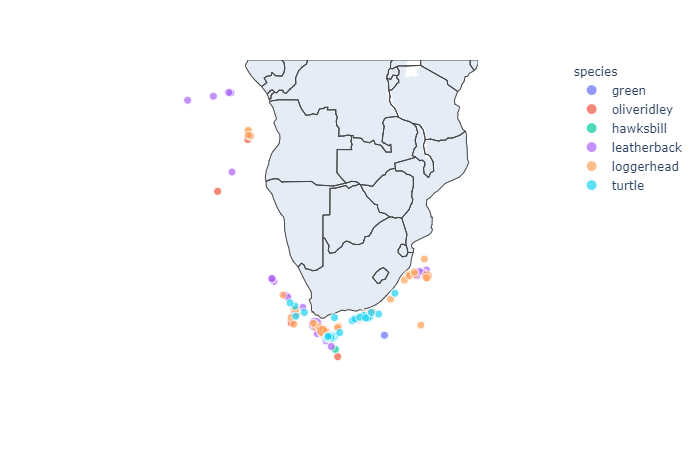 species
green
oliveridley
hawksbill
leatherback
loggerhead
turtle